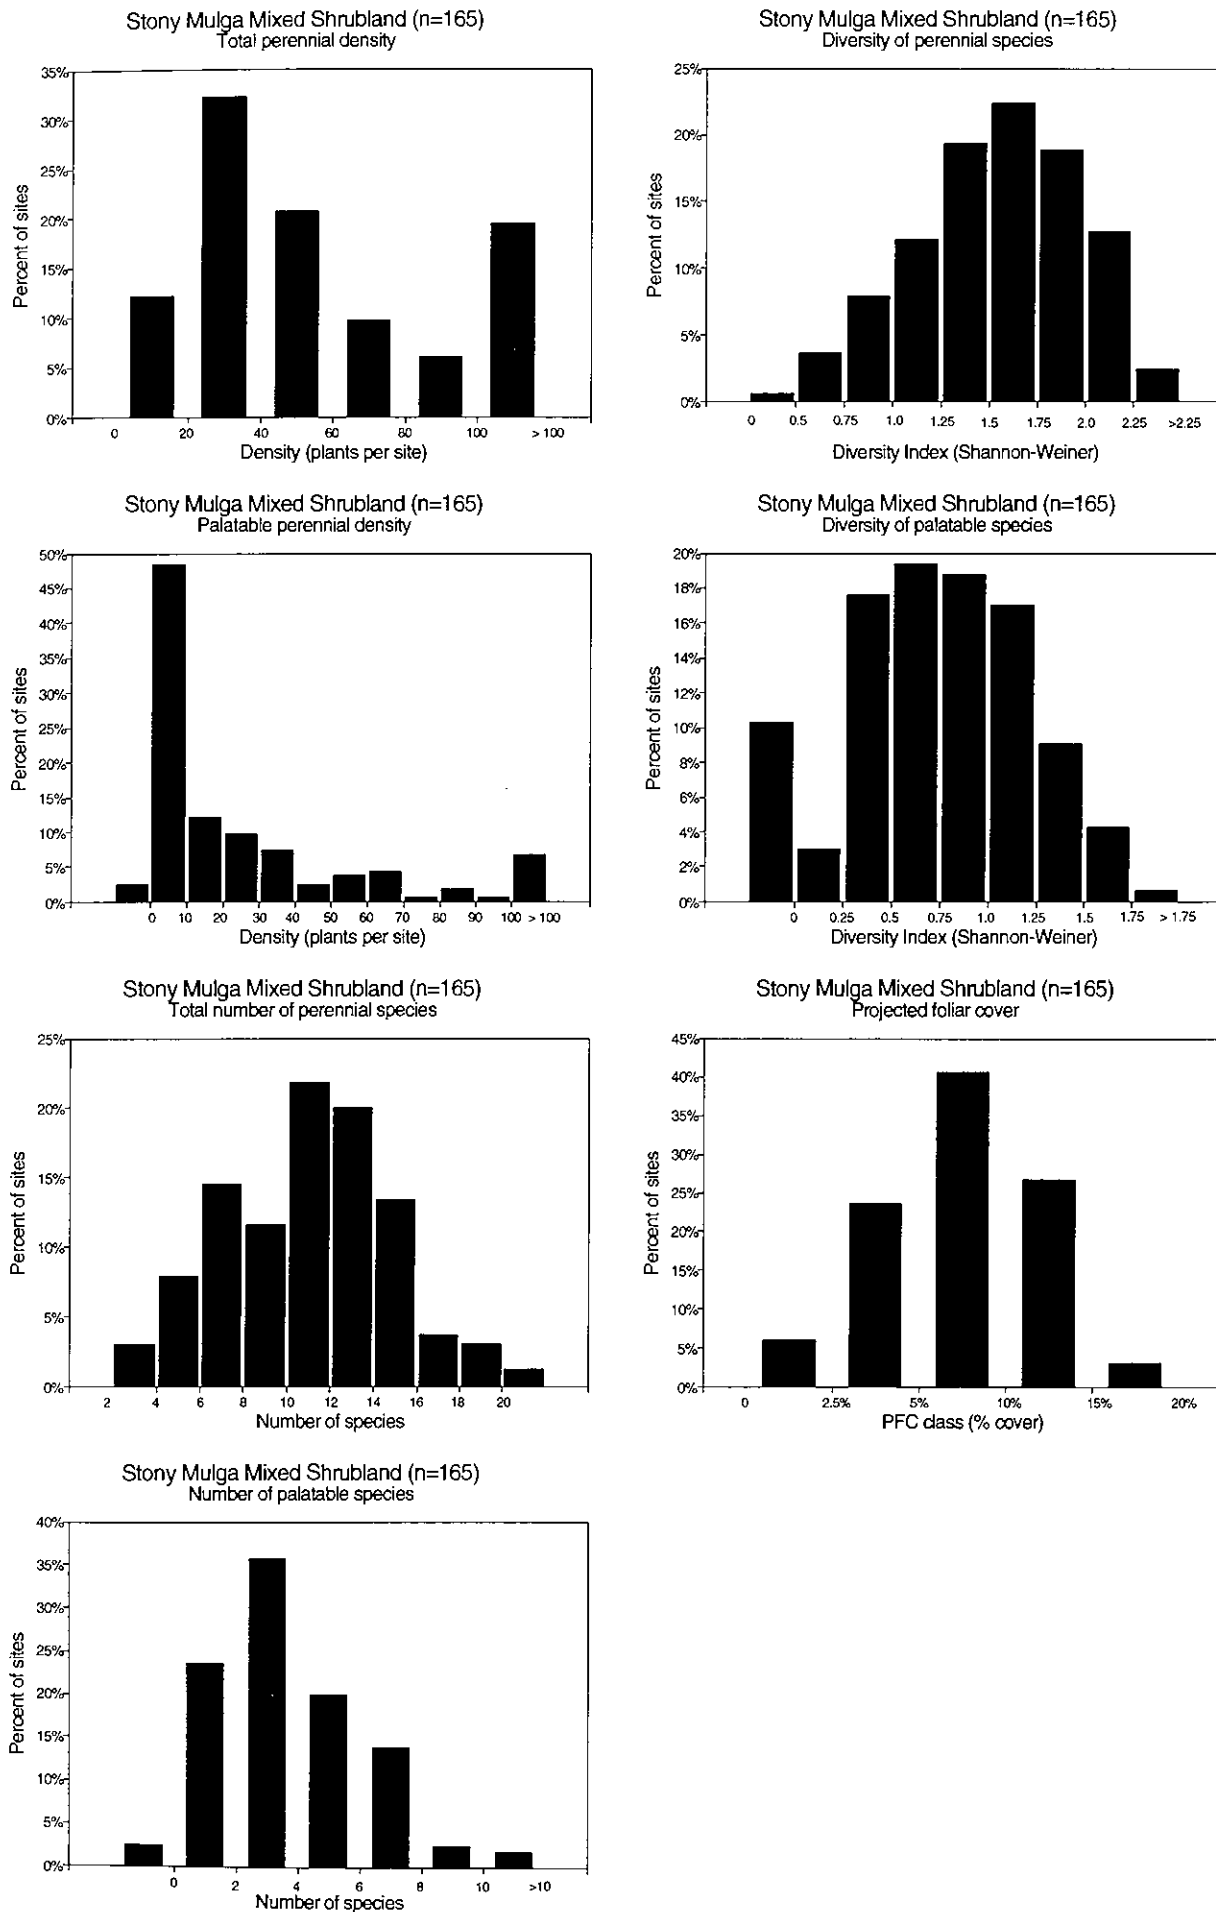 Stony Mulga Mixed Shrubland (n=165)
Total perennial density
35%
30%
25%
20%
15%
10%
5%
0%
Percent of sites
0 20 40 60 80 100 > 100
Density (plants per site)
Stony Mulga Mixed Shrubland (n=165)
Diversity of perennial species
25%
20%
15%
10%
5%
0%
Percent of sites
0 0.5 0.75 1.0 1.25 1.5 1.75 2.0 2.25 >2.25
Diversity Index (Shannon-Weiner)
Stony Mulga Mixed Shrubland (n=165)
Palatable perennial density
50%
45%
40%
35%
30%
25%
20%
15%
10%
5%
0%
Percent of sites
0 10 20 30 40 50 60 70 80 90 100 > 100
Density (plants per site)
Stony Mulga Mixed Shrubland (n=165)
Diversity of palatable species
20%
18%
16%
14%
12%
10%
8%
6%
4%
2%
0%
Percent of sites
0 0.25 0.5 0.75 1.0 1.25 1.5 1.75 > 1.75
Diversity Index (Shannon-Weiner)
Stony Mulga Mixed Shrubland (n=165)
Total number of perennial species
25%
20%
15%
10%
5%
0%
Percent of sites
2 4 6 8 10 12 14 16 18 20
Number of species
Stony Mulga Mixed Shrubland (n=165)
Projected foliar cover
45%
40%
35%
30%
25%
20%
15%
10%
5%
0%
Percent of sites
0 2.5% 5% 10% 15% 20%
PFC class (% cover)
Stony Mulga Mixed Shrubland (n=165)
Number of palatable species
40%
35%
30%
25%
20%
15%
10%
5%
0%
Percent of sites
0 2 4 6 8 10 >10
Number of species